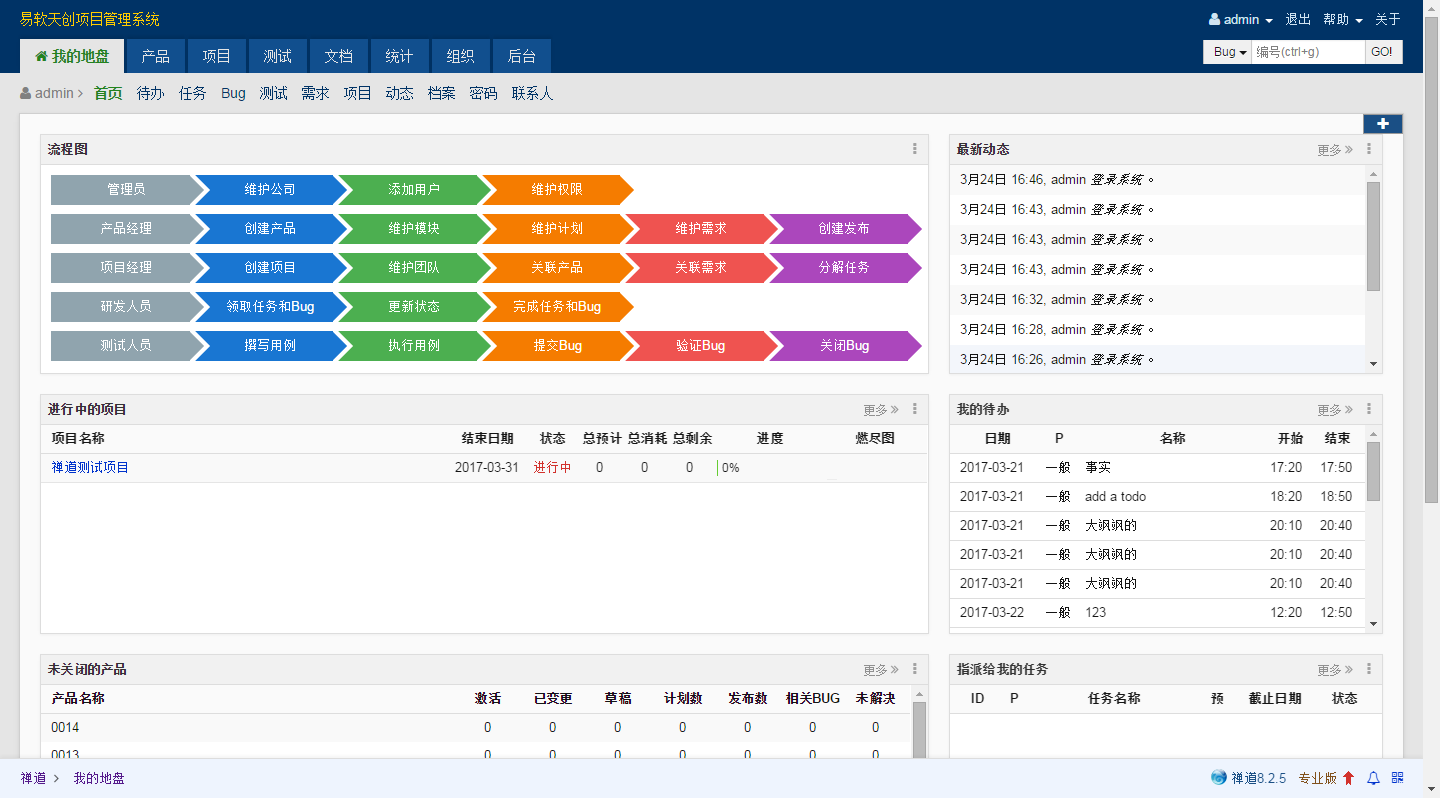 易软天创项目管理系统
admin 退出 帮助 关于
我的地盘 产品 项目 测试 文档 统计 组织 后台
Bug 编号(ctrl+g) GO!
admin 首页 待办 任务 Bug 测试 需求 项目 动态 档案 密码 联系人
流程图
管理员 维护公司 添加用户 维护权限
产品经理 创建产品 维护模块 维护计划 维护需求 创建发布
项目经理 创建项目 维护团队 关联产品 关联需求 分解任务
研发人员 领取任务和Bug 更新状态 完成任务和Bug
测试人员 撰写用例 执行用例 提交Bug 验证Bug 关闭Bug
最新动态 更多
3月24日 16:46, admin 登录系统。
3月24日 16:43, admin 登录系统。
3月24日 16:43, admin 登录系统。
3月24日 16:43, admin 登录系统。
3月24日 16:32, admin 登录系统。
3月24日 16:28, admin 登录系统。
3月24日 16:26, admin 登录系统。
进行中的项目 更多
项目名称 结束日期 状态 总预计 总消耗 总剩余 进度 燃尽图
禅道测试项目 2017-03-31 进行中 0 0 0 0%
我的待办 更多
日期 P 名称 开始 结束
2017-03-21 一般 事实 17:20 17:50
2017-03-21 一般 add a todo 18:20 18:50
2017-03-21 一般 大飒飒的 20:10 20:40
2017-03-21 一般 大飒飒的 20:10 20:40
2017-03-21 一般 大飒飒的 20:10 20:40
2017-03-22 一般 123 12:20 12:50
未关闭的产品 更多
产品名称 激活 已变更 草稿 计划数 发布数 相关BUG 未解决
0014 0 0 0 0 0 0 0
0013 0 0 0 0 0 0 0
指派给我的任务 更多
ID P 任务名称 预 截止日期 状态
禅道 我的地盘
禅道8.2.5 专业版